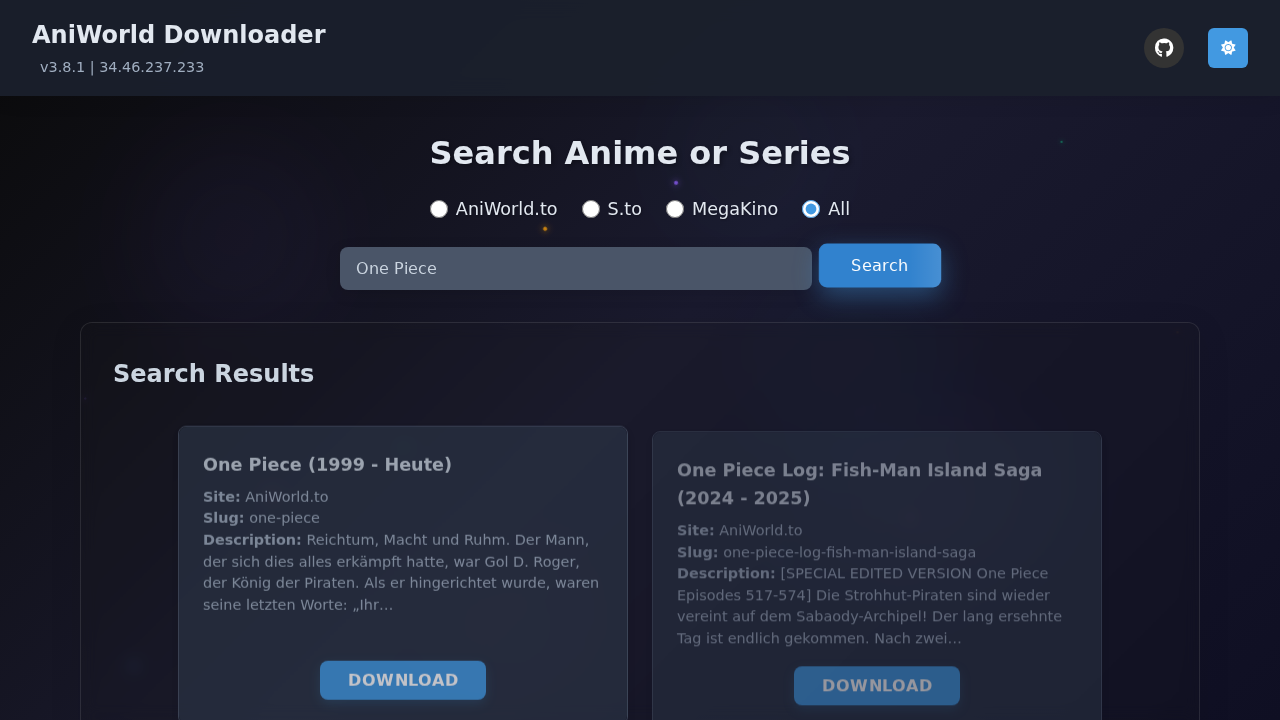 AniWorld Downloader
v3.8.1 | 34.46.237.233
Search Anime or Series
AniWorld.to
S.to
MegaKino
All
One Piece
Search
Search Results
One Piece (1999 - Heute)
Site: AniWorld.to
Slug: one-piece
Description: Reichtum, Macht und Ruhm. Der Mann,
der sich dies alles erkämpft hatte, war Gol D. Roger,
der König der Piraten. Als er hingerichtet wurde, waren
seine letzten Worte: „Ihr...
DOWNLOAD
One Piece Log: Fish-Man Island Saga
(2024 - 2025)
Site: AniWorld.to
Slug: one-piece-log-fish-man-island-saga
Description: [SPECIAL EDITED VERSION One Piece
Episodes 517-574] Die Strohhut-Piraten sind wieder
vereint auf dem Sabaody-Archipel! Der lang ersehnte
Tag ist endlich gekommen. Nach zwei...
DOWNLOAD